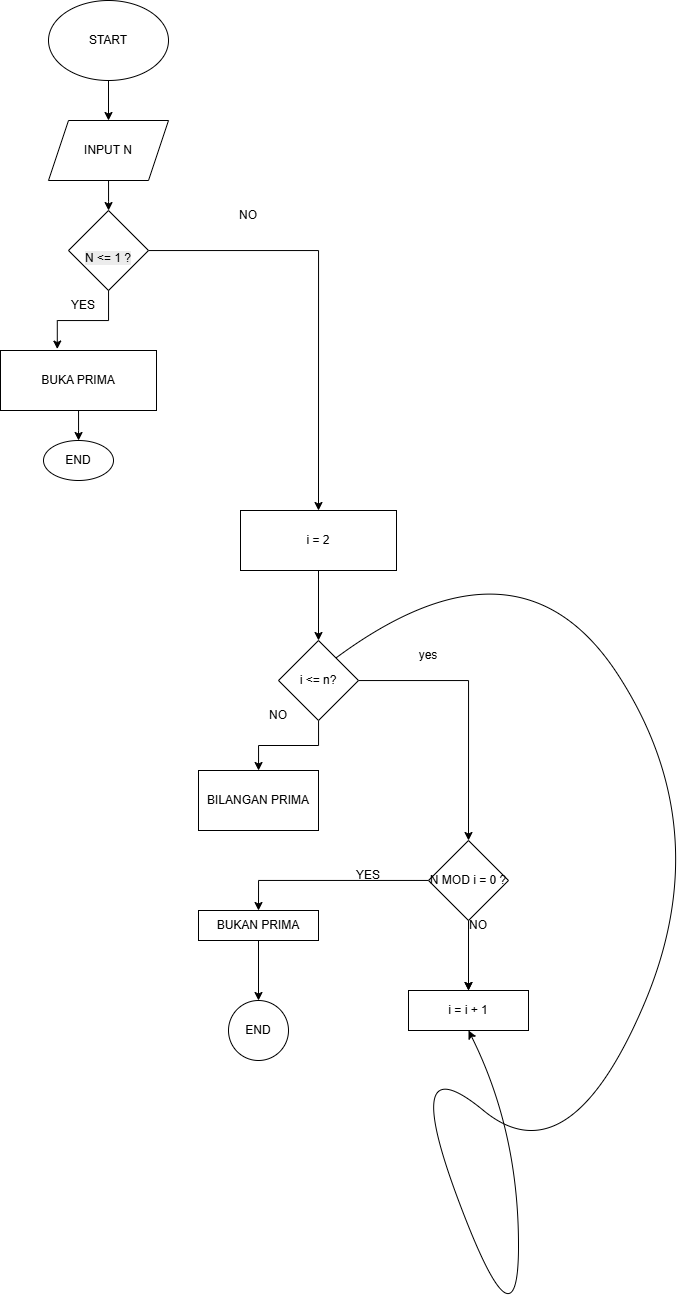 START
INPUT N
NO
N <= 1 ?
YES
BUKA PRIMA
END
i = 2
yes
i <= n?
NO
BILANGAN PRIMA
YES
N MOD i = 0 ?
BUKAN PRIMA
NO
i = i + 1
END